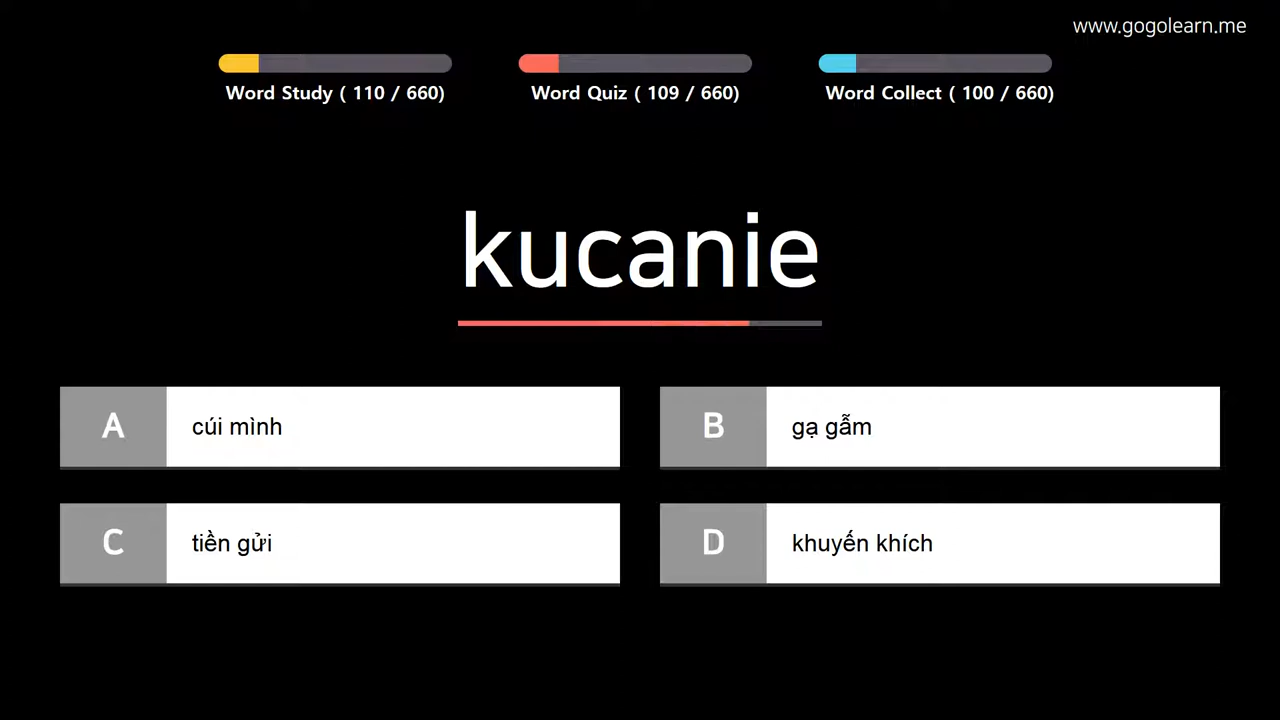 www.gogolearn.me
Word Study ( 110 / 660)
Word Quiz ( 109 / 660)
Word Collect ( 100 / 660)
kucanie
A
cúi mình
B
gạ gẫm
C
tiền gửi
D
khuyến khích